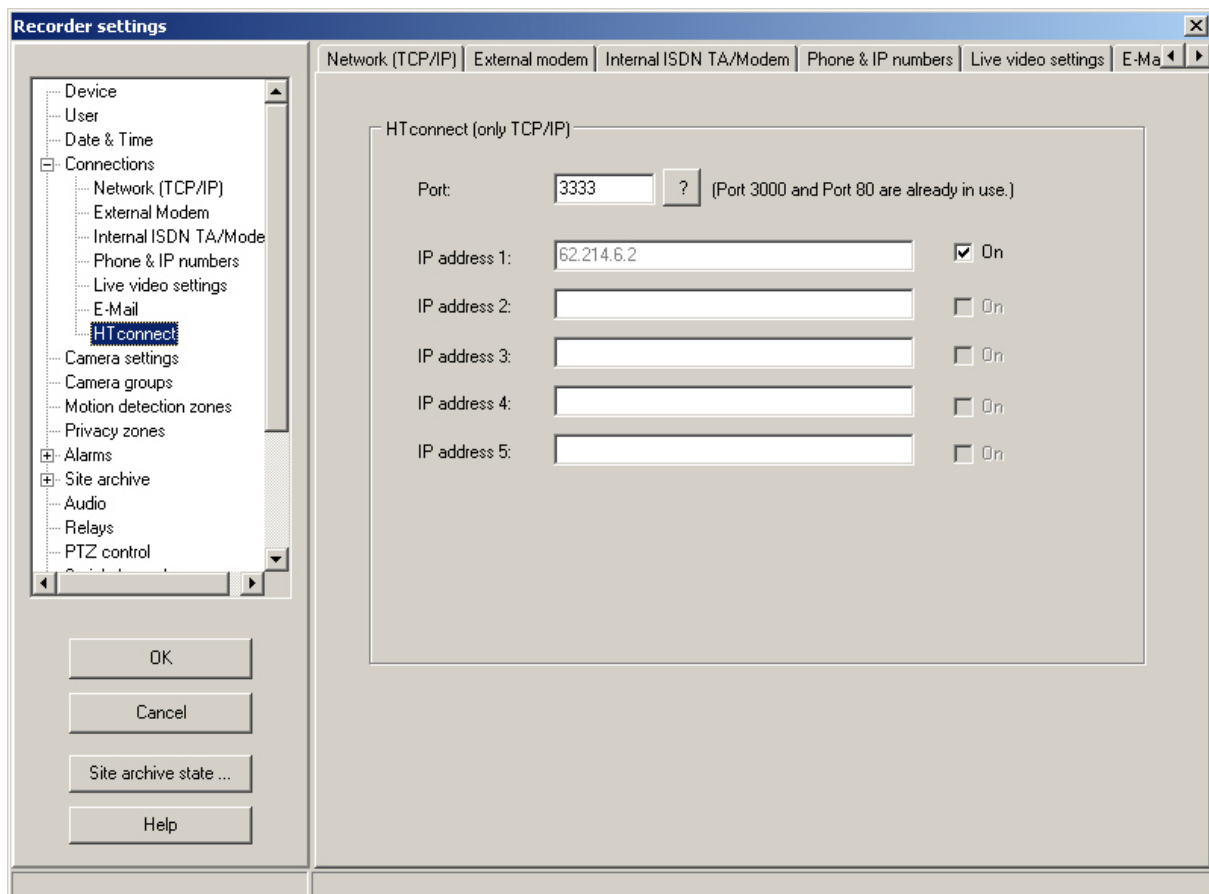 Recorder settings
Network (TCP/IP) External modem Internal ISDN TA/Modem Phone & IP numbers Live video settings E-Ma
Device
User
Date & Time
Connections
Network (TCP/IP)
External Modem
Internal ISDN TA/Mode
Phone & IP numbers
Live video settings
E-Mail
HTconnect
Camera settings
Camera groups
Motion detection zones
Privacy zones
Alarms
Site archive
Audio
Relays
PTZ control
OK
Cancel
Site archive state ...
Help
HTconnect (only TCP/IP)
Port: 3333 ? (Port 3000 and Port 80 are already in use.)
IP address 1: 62.214.6.2 On
IP address 2: On
IP address 3: On
IP address 4: On
IP address 5: On